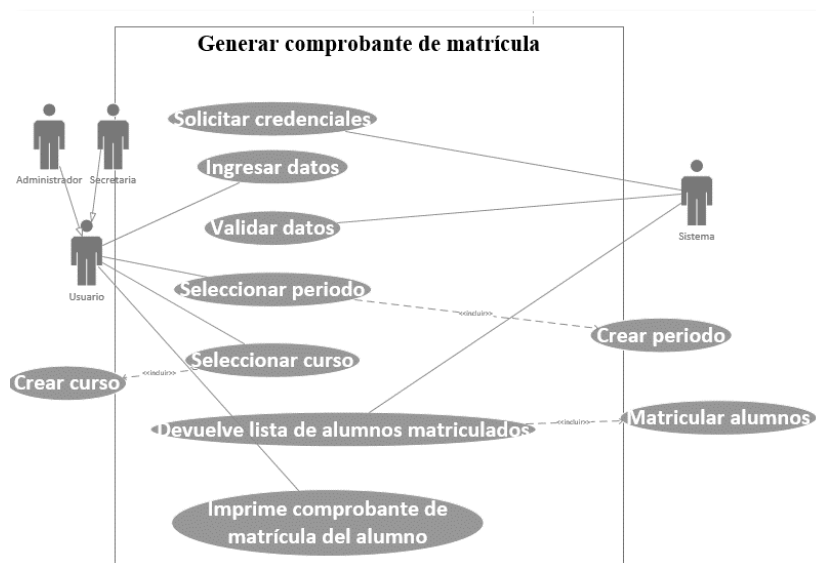 Generar comprobante de matrícula
Solicitar credenciales
Administrador
Secretaria
Ingresar datos
Validar datos
Sistema
Usuario
Seleccionar periodo
<<incluir>>
Crear periodo
Seleccionar curso
<<incluir>>
Crear curso
Devuelve lista de alumnos matriculados
<<incluir>>
Matricular alumnos
Imprime comprobante de
matrícula del alumno